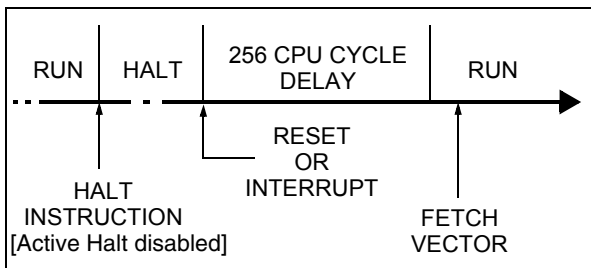 RUN
HALT
256 CPU CYCLE
DELAY
RUN
RESET
OR
INTERRUPT
HALT
INSTRUCTION
[Active Halt disabled]
FETCH
VECTOR